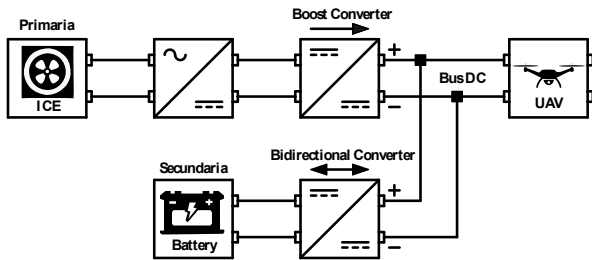 Boost Converter
Primaria
ICE
+
−
BusDC
UAV
Bidirectional Converter
Secundaria
Battery
− +
+
−